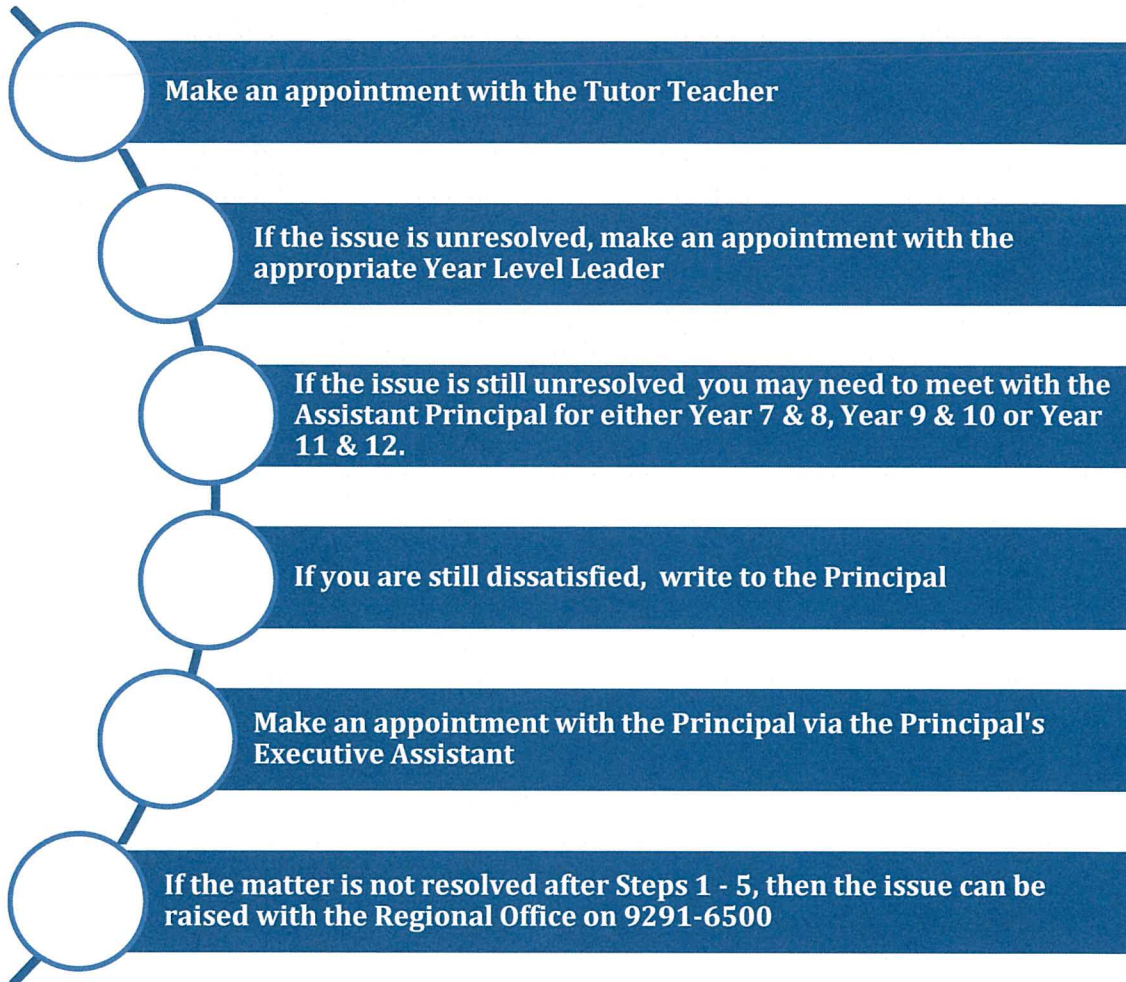 Make an appointment with the Tutor Teacher
If the issue is unresolved, make an appointment with the
appropriate Year Level Leader
If the issue is still unresolved  you may need to meet with the
Assistant Principal for either Year 7 & 8, Year 9 & 10 or Year
11 & 12.
If you are still dissatisfied,  write to the Principal
Make an appointment with the Principal via the Principal's
Executive Assistant
If the matter is not resolved after Steps 1 - 5, then the issue can be
raised with the Regional Office on 9291-6500